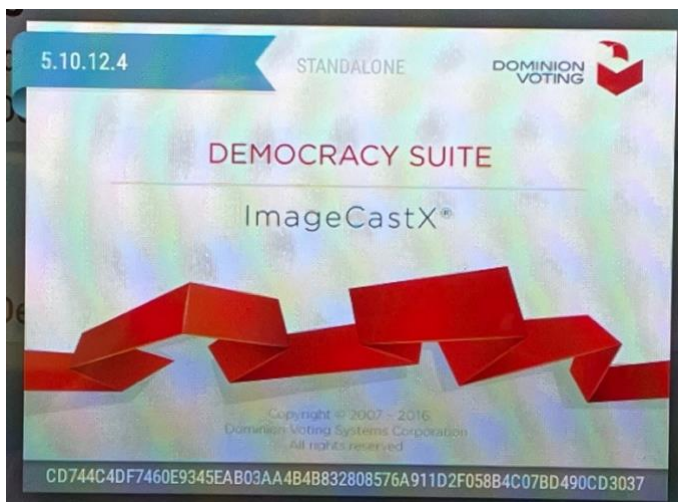 5.10.12.4
STANDALONE
DOMINION
VOTING
DEMOCRACY SUITE
ImageCastX®
Copyright © 2007 - 2016
Dominion Voting Systems Corporation
All rights reserved
CD744C4DF7460E9345EAB03AA4B4B832808576A911D2F058B4C07BD490CD3037